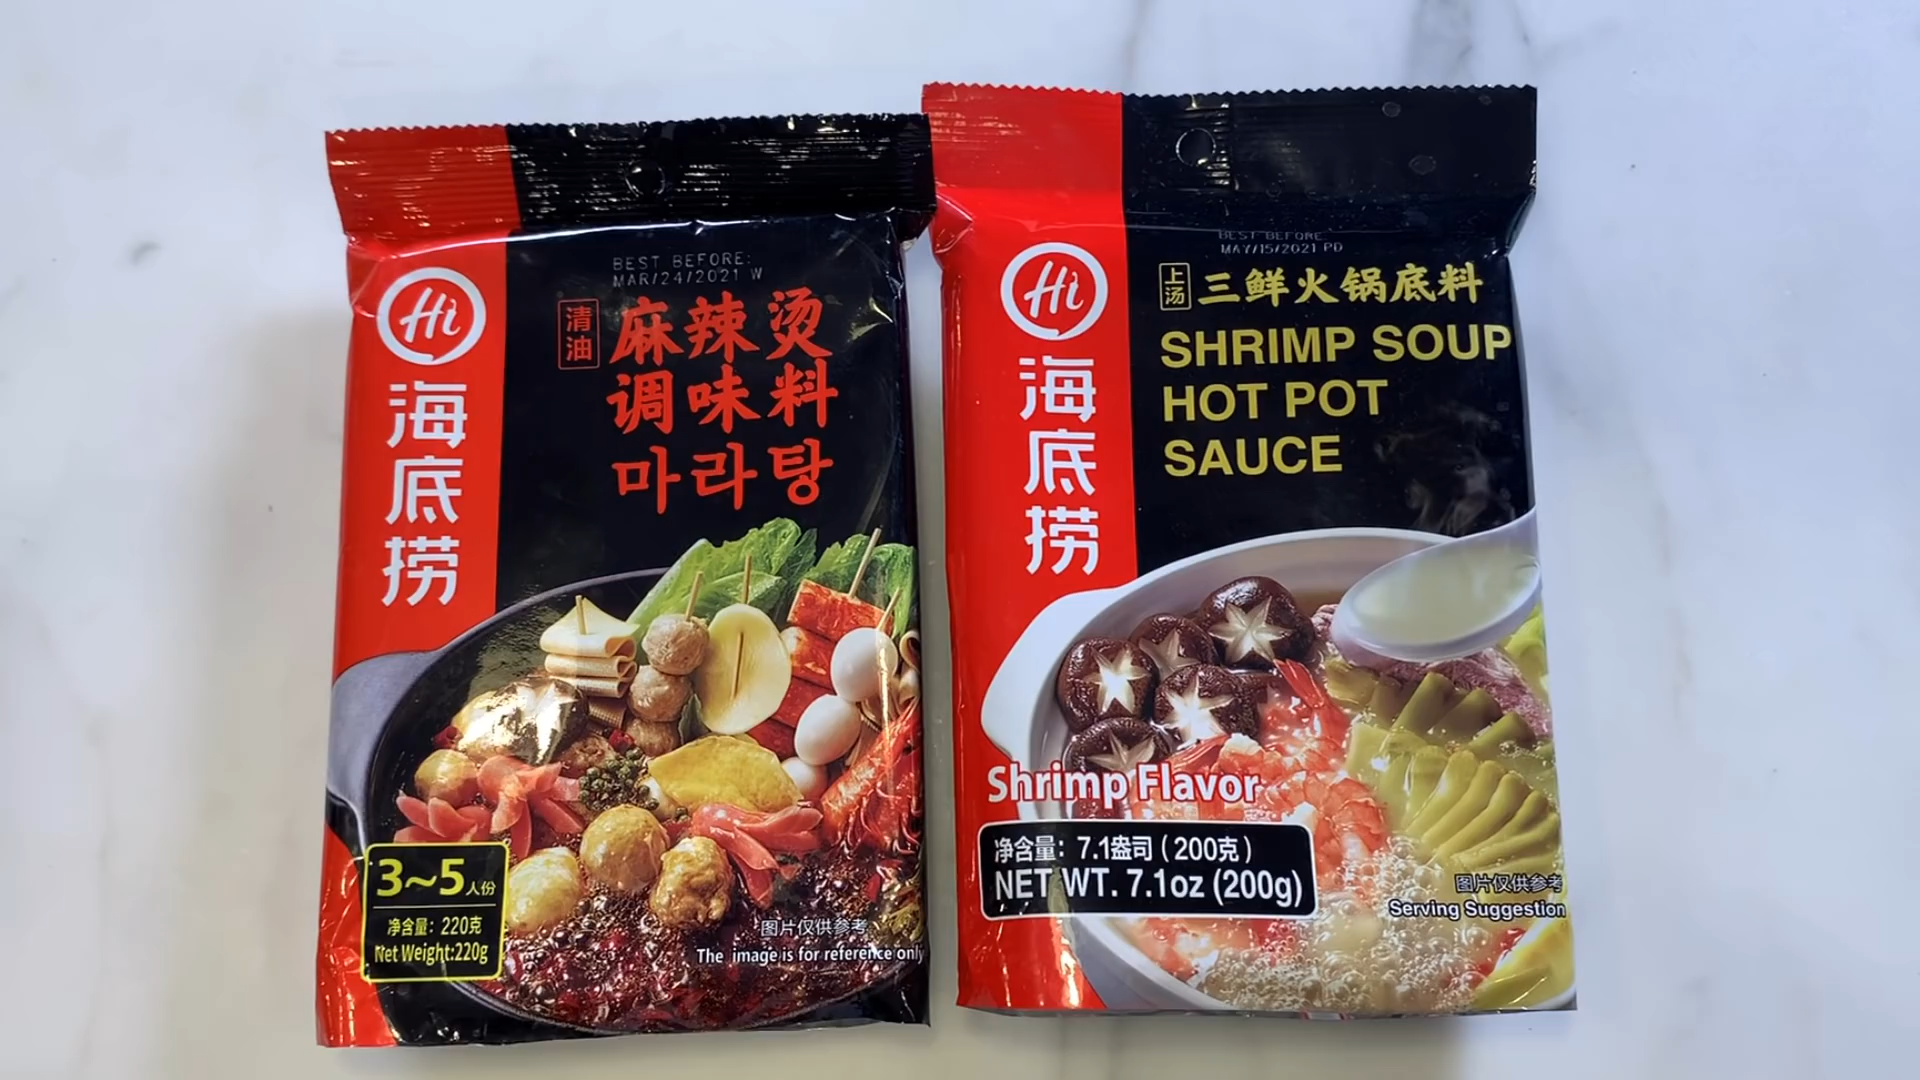 Hi
海底捞
BEST BEFORE:
MAR/24/2021 W
清油
麻辣烫
调味料
마라탕
3~5人份
净含量：220克
Net Weight:220g
图片仅供参考
The image is for reference only
Hi
海底捞
BEST BEFORE
MAY/15/2021 PD
上汤 三鲜火锅底料
SHRIMP SOUP
HOT POT
SAUCE
Shrimp Flavor
净含量：7.1盎司（200克）
NET WT. 7.1oz (200g)
图片仅供参考
Serving Suggestion